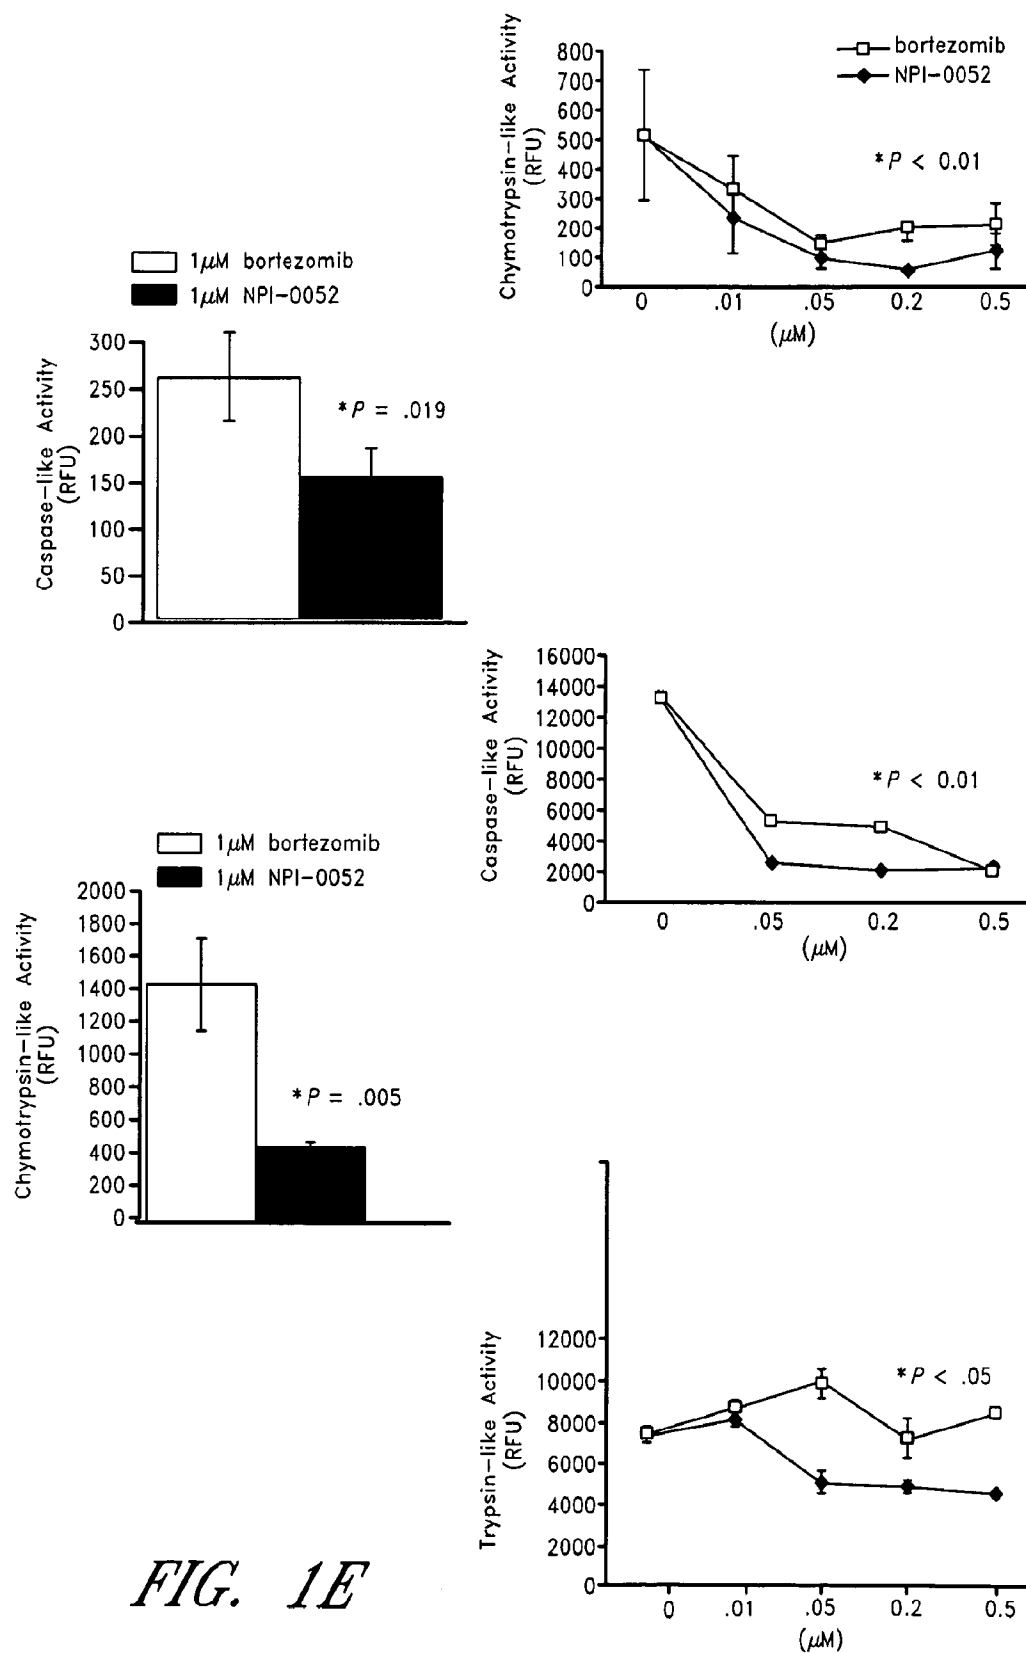 bortezomib
NPI-0052
Chymotrypsin-like Activity
(RFU)
800
700
600
500
400
300
200
100
0
*P < 0.01
0 .01 .05 0.2 0.5
(μM)
1μM bortezomib
1μM NPI-0052
Caspase-like Activity
(RFU)
300
250
200
150
100
50
0
*P = .019
Caspase-like Activity
(RFU)
16000
14000
12000
10000
8000
6000
4000
2000
0
*P < 0.01
0 .05 0.2 0.5
(μM)
1μM bortezomib
1μM NPI-0052
Chymotrypsin-like Activity
(RFU)
2000
1800
1600
1400
1200
1000
800
600
400
200
0
*P = .005
Trypsin-like Activity
(RFU)
12000
10000
8000
6000
4000
2000
0
*P < .05
0 .01 .05 0.2 0.5
(μM)
FIG. 1E